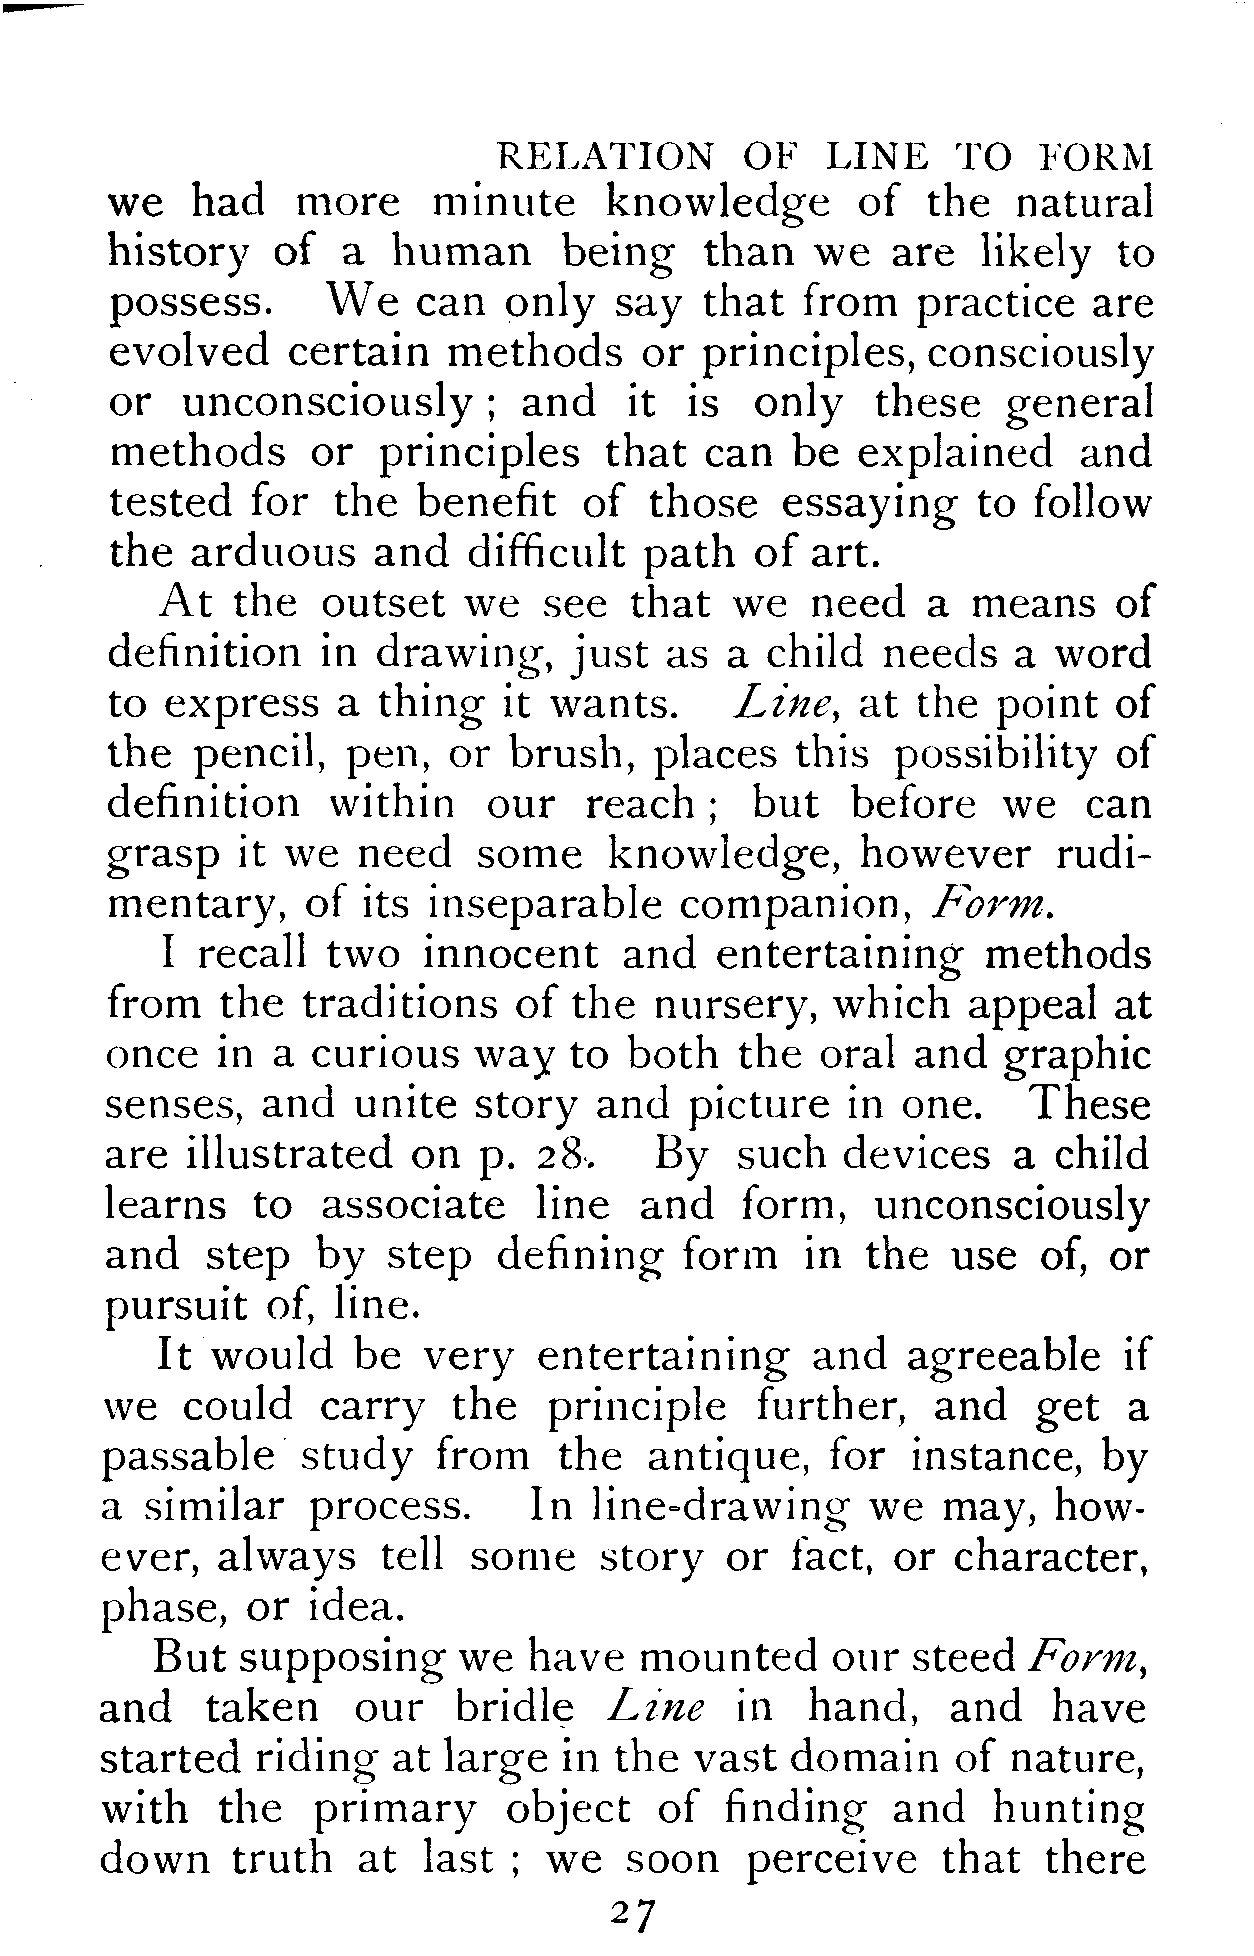 RELATION OF LINE TO FORM
we had more minute knowledge of the natural
history of a human being than we are likely to
possess. We can only say that from practice are
evolved certain methods or principles, consciously
or unconsciously ; and it is only these general
methods or principles that can be explained and
tested for the benefit of those essaying to follow
the arduous and difficult path of art.
At the outset we see that we need a means of
definition in drawing, just as a child needs a word
to express a thing it wants. Line, at the point of
the pencil, pen, or brush, places this possibility of
definition within our reach ; but before we can
grasp it we need some knowledge, however rudi-
mentary, of its inseparable companion, Form.
I recall two innocent and entertaining methods
from the traditions of the nursery, which appeal at
once in a curious way to both the oral and graphic
senses, and unite story and picture in one. These
are illustrated on p. 28. By such devices a child
learns to associate line and form, unconsciously
and step by step defining form in the use of, or
pursuit of, line.
It would be very entertaining and agreeable if
we could carry the principle further, and get a
passable study from the antique, for instance, by
a similar process. In line-drawing we may, how-
ever, always tell some story or fact, or character,
phase, or idea.
But supposing we have mounted our steed Form,
and taken our bridle Line in hand, and have
started riding at large in the vast domain of nature,
with the primary object of finding and hunting
down truth at last ; we soon perceive that there
27